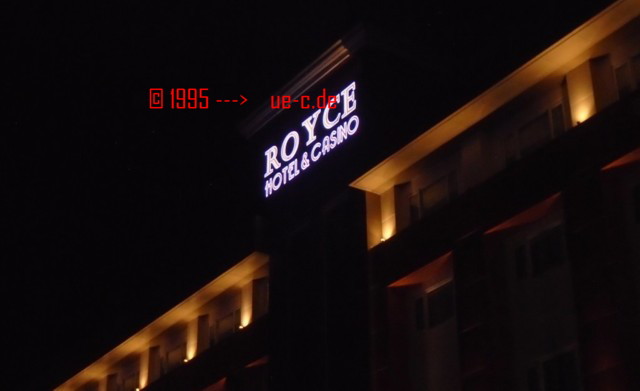 © 1995 ---> ue-c.de
ROYCE
HOTEL & CASINO